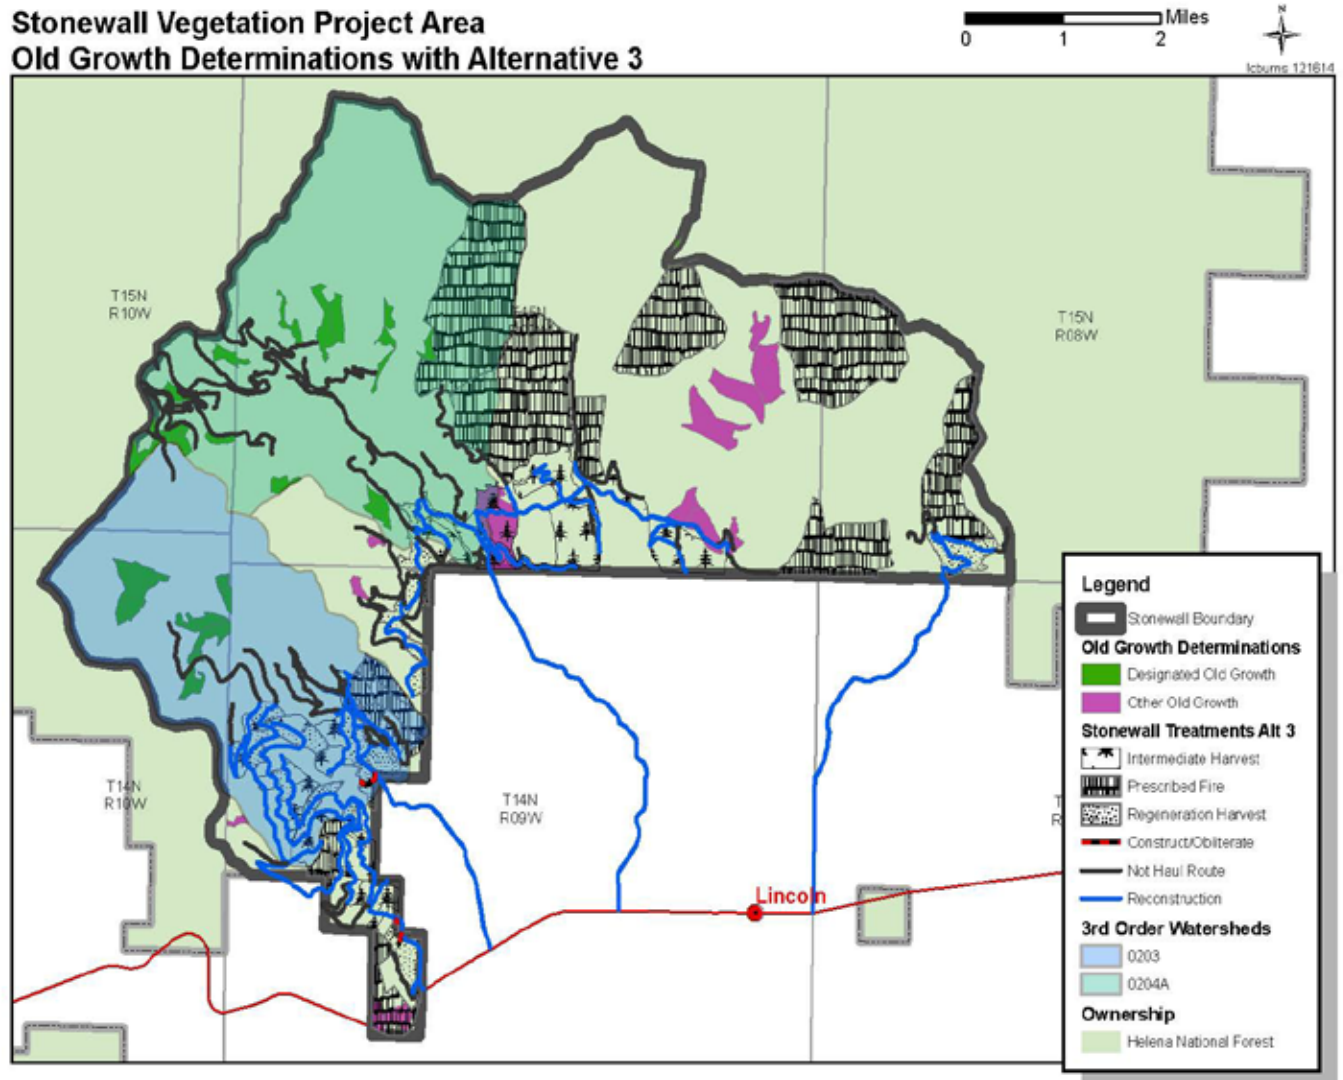 Stonewall Vegetation Project Area
Old Growth Determinations with Alternative 3
Miles
0 1 2
N
lcburns 121614
T15N
R10W
T15N
R08W
T14N
R10W
T14N
R09W
T
R
Lincoln
Legend
Stonewall Boundary
Old Growth Determinations
Designated Old Growth
Other Old Growth
Stonewall Treatments Alt 3
Intermediate Harvest
Prescribed Fire
Regeneration Harvest
Construct/Obliterate
Not Haul Route
Reconstruction
3rd Order Watersheds
0203
0204A
Ownership
Helena National Forest